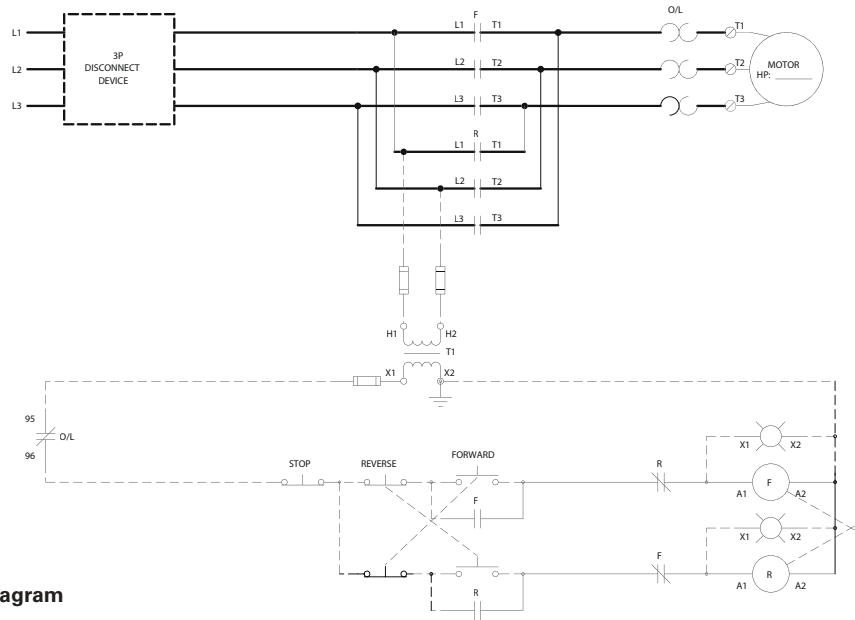 F
O/L
L1
L1 T1
T1
3P
DISCONNECT
DEVICE
L2
L2 T2
T2
MOTOR
HP: ________
L3
L3 T3
T3
R
L1 T1
L2 T2
L3 T3
H1 H2
T1
X1 X2
95
O/L
96
STOP
REVERSE
FORWARD
R
X1 X2
F
A1 A2
F
X1 X2
F
R
A1 A2
R
agram